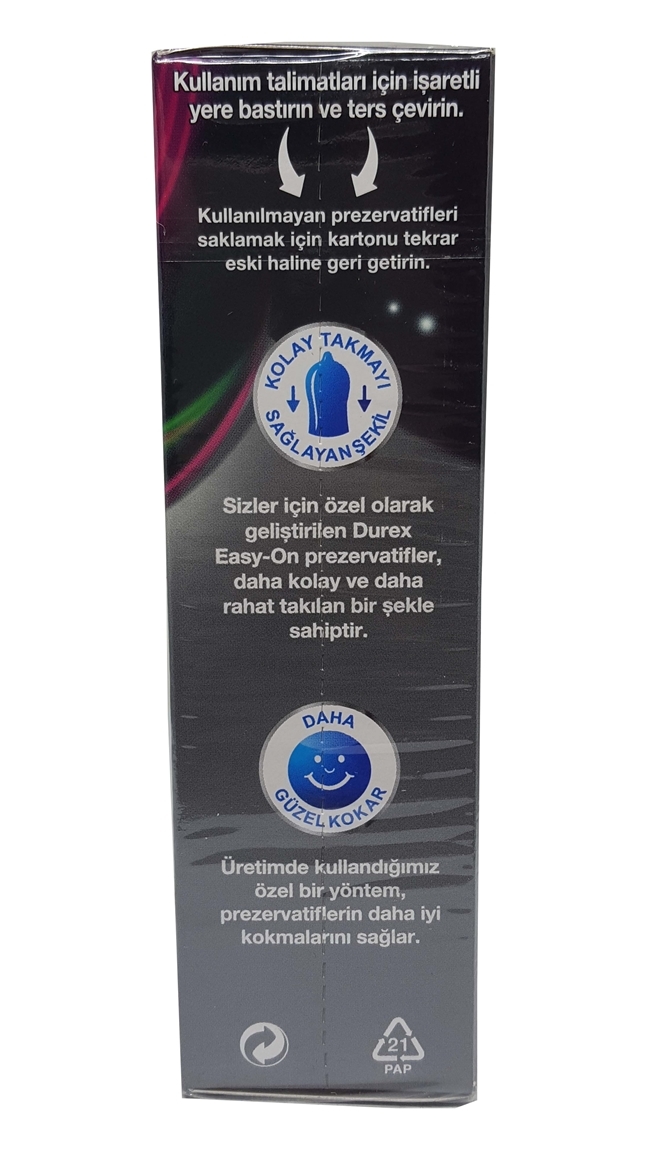 Kullanım talimatları için işaretli
yere bastırın ve ters çevirin.
Kullanılmayan prezervatifleri
saklamak için kartonu tekrar
eski haline geri getirin.
KOLAY TAKMAYI
SAĞLAYAN ŞEKİL
Sizler için özel olarak
geliştirilen Durex
Easy-On prezervatifler,
daha kolay ve daha
rahat takılan bir şekle
sahiptir.
DAHA
GÜZEL KOKAR
Üretimde kullandığımız
özel bir yöntem,
prezervatiflerin daha iyi
kokmalarını sağlar.
21
PAP